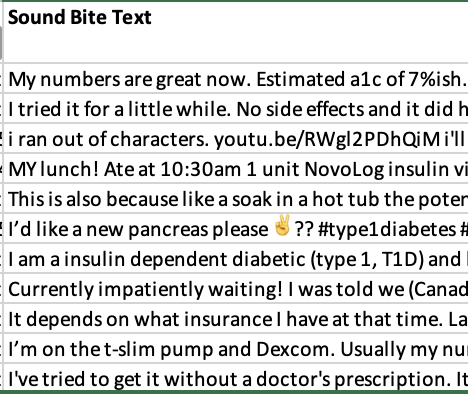 Sound Bite Text
My numbers are great now. Estimated a1c of 7%ish.
I tried it for a little while. No side effects and it did h
i ran out of characters. youtu.be/RWgl2PDhQiM i'll
MY lunch! Ate at 10:30am 1 unit NovoLog insulin vi
This is also because like a soak in a hot tub the poten
I’d like a new pancreas please ✌️?? #type1diabetes #
I am a insulin dependent diabetic (type 1, T1D) and
Currently impatiently waiting! I was told we (Canad
It depends on what insurance I have at that time. La
I’m on the t-slim pump and Dexcom. Usually my nu
I've tried to get it without a doctor's prescription. It